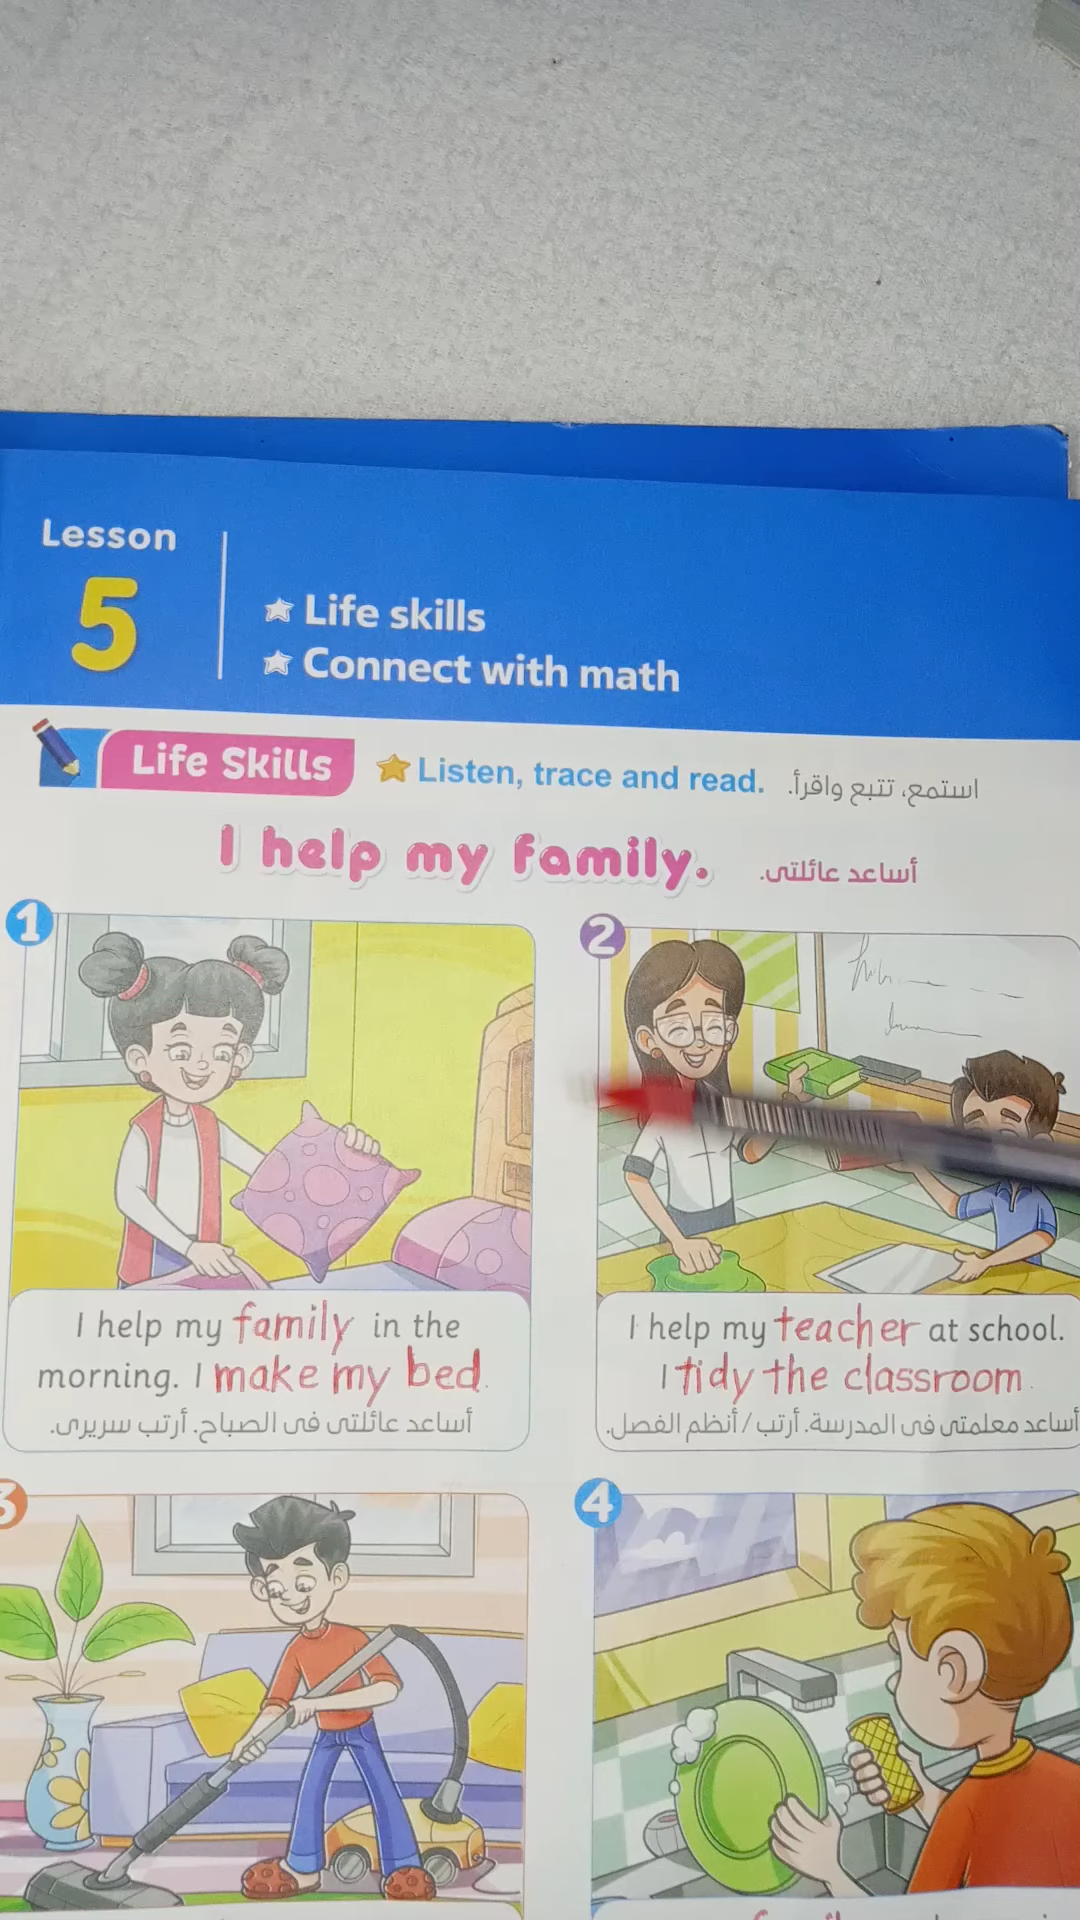 Lesson
5
Life skills
Connect with math
Life Skills
Listen, trace and read. استمع، تتبع واقرأ.
I help my family. أساعد عائلتى.
1
I help my family in the
morning. I make my bed.
أساعد عائلتى فى الصباح. أرتب سريرى.
2
I help my teacher at school.
I tidy the classroom
أساعد معلمتى فى المدرسة. أرتب / أنظم الفصل.
3
4